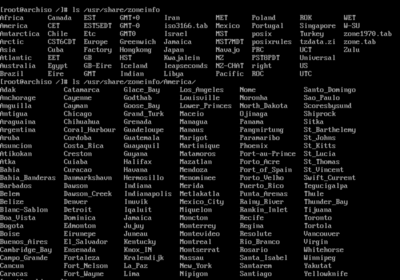 [root@archiso /]# ls /usr/share/zoneinfo
Africa Canada EST GMT+0 Iran MET Poland ROK WET
America CET EST5EDT GMT-0 iso3166.tab Mexico Portugal Singapore W-SU
Antarctica Chile Etc GMT0 Israel MST posix Turkey zone1970.tab
Arctic CST6CDT Europe Greenwich Jamaica MST7MDT posixrules tzdata.zi zone.tab
Asia Cuba Factory Hongkong Japan Navajo PRC UCT Zulu
Atlantic EET GB HST Kwajalein NZ PST8PDT Universal
Australia Egypt GB-Eire Iceland leapseconds NZ-CHAT right US
Brazil Eire GMT Indian Libya Pacific ROC UTC
[root@archiso /]# ls /usr/share/zoneinfo/America/
Adak Catamarca Glace_Bay Los_Angeles Nome Santo_Domingo
Anchorage Cayenne Godthab Louisville Moronha Sao_Paulo
Anguilla Cayman Goose_Bay Lower_Princes North_Dakota Scoresbysund
Antigua Chicago Grand_Turk Maceio Ojinaga Shiprock
Araguaina Chihuahua Grenada Managua Panama Sitka
Argentina Coral_Harbour Guadeloupe Manaus Pangnirtung St_Barthelemy
Aruba Cordoba Guatemala Marigot Paramaribo St_Johns
Asuncion Costa_Rica Guayaquil Martinique Phoenix St_Kitts
Atikokan Creston Guyana Matamoros Port-au-Prince St_Lucia
Atka Cuiaba Halifax Mazatlan Porto_Acre St_Thomas
Bahia Curacao Havana Mendoza Port_of_Spain St_Vincent
Bahia_Banderas Danmarkshavn Hermosillo Menominee Porto_Velho Swift_Current
Barbados Dawson Indiana Merida Puerto_Rico Tegucigalpa
Belem Dawson_Creek Indianapolis Metlakatla Punta_Arenas Thule
Belize Denver Inuvik Mexico_City Rainy_River Thunder_Bay
Blanc-Sablon Detroit Iqaluit Miquelon Rankin_Inlet Tijuana
Boa_Vista Dominica Jamaica Moncton Recife Toronto
Bogota Edmonton Jujuy Monterrey Regina Tortola
Boise Eirunepe Juneau Montevideo Resolute Vancouver
Buenos_Aires El_Salvador Kentucky Montreal Rio_Branco Virgin
Cambridge_Bay Ensenada Knox_IN Montserrat Rosario Whitehorse
Campo_Grande Fortaleza Kralendijk Nassau Santa_Isabel Winnipeg
Cancun Fort_Nelson La_Paz New_York Santarem Yakutat
Caracas Fort_Wayne Lima Nipigon Santiago Yellowknife